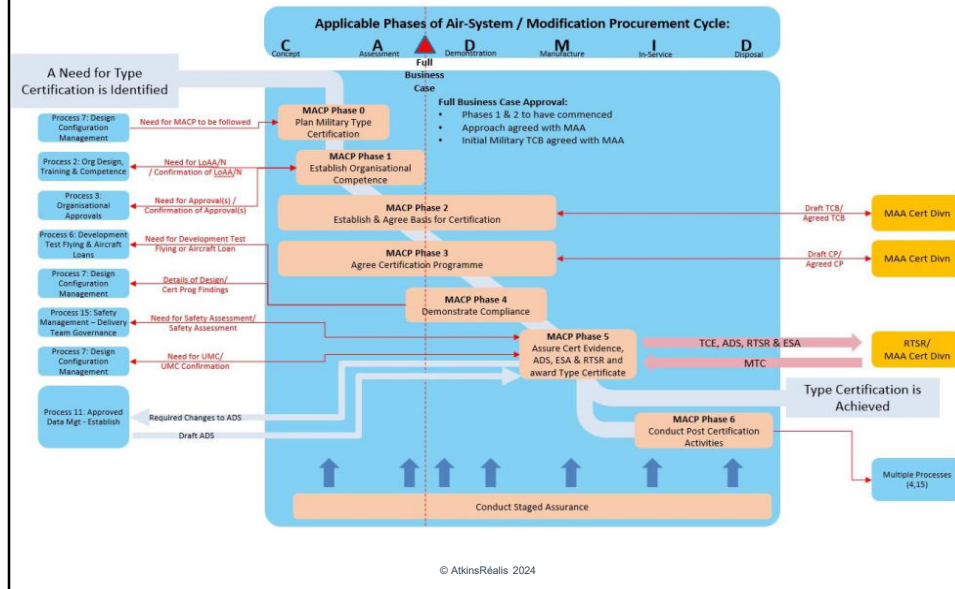 Applicable Phases of Air-System / Modification Procurement Cycle:
C
Concept
A
Assessment
D
Demonstration
M
Manufacture
I
In-Service
D
Disposal
Full
Business
Case
A Need for Type
Certification is Identified
Full Business Case Approval:
• Phases 1 & 2 to have commenced
• Approach agreed with MAA
• Initial Military TCB agreed with MAA
MACP Phase 0
Plan Military Type
Certification
Process 7: Design
Configuration
Management
Need for MACP to be followed
MACP Phase 1
Establish Organisational
Competence
Process 2: Org Design,
Training & Competence
Need for LoAA/N
/ Confirmation of LoAA/N
Process 3:
Organisational
Approvals
Need for Approval(s) /
Confirmation of Approval(s)
MACP Phase 2
Establish & Agree Basis for Certification
Draft TCB/
Agreed TCB
MAA Cert Divn
Process 6: Development
Test Flying & Aircraft
Loans
Need for Development Test
Flying or Aircraft Loan
MACP Phase 3
Agree Certification Programme
Draft CP/
Agreed CP
MAA Cert Divn
Process 7: Design
Configuration
Management
Details of Design/
Cert Prog Findings
MACP Phase 4
Demonstrate Compliance
Process 15: Safety
Management – Delivery
Team Governance
Need for Safety Assessment/
Safety Assessment
MACP Phase 5
Assure Cert Evidence,
ADS, ESA & RTSR and
award Type Certificate
TCE, ADS, RTSR & ESA
MTC
RTSR/
MAA Cert Divn
Process 7: Design
Configuration
Management
Need for UMC/
UMC Confirmation
Type Certification is
Achieved
Process 11: Approved
Data Mgt - Establish
Required Changes to ADS
Draft ADS
MACP Phase 6
Conduct Post Certification
Activities
Multiple Processes
(4,15)
Conduct Staged Assurance
© AtkinsRéalis 2024